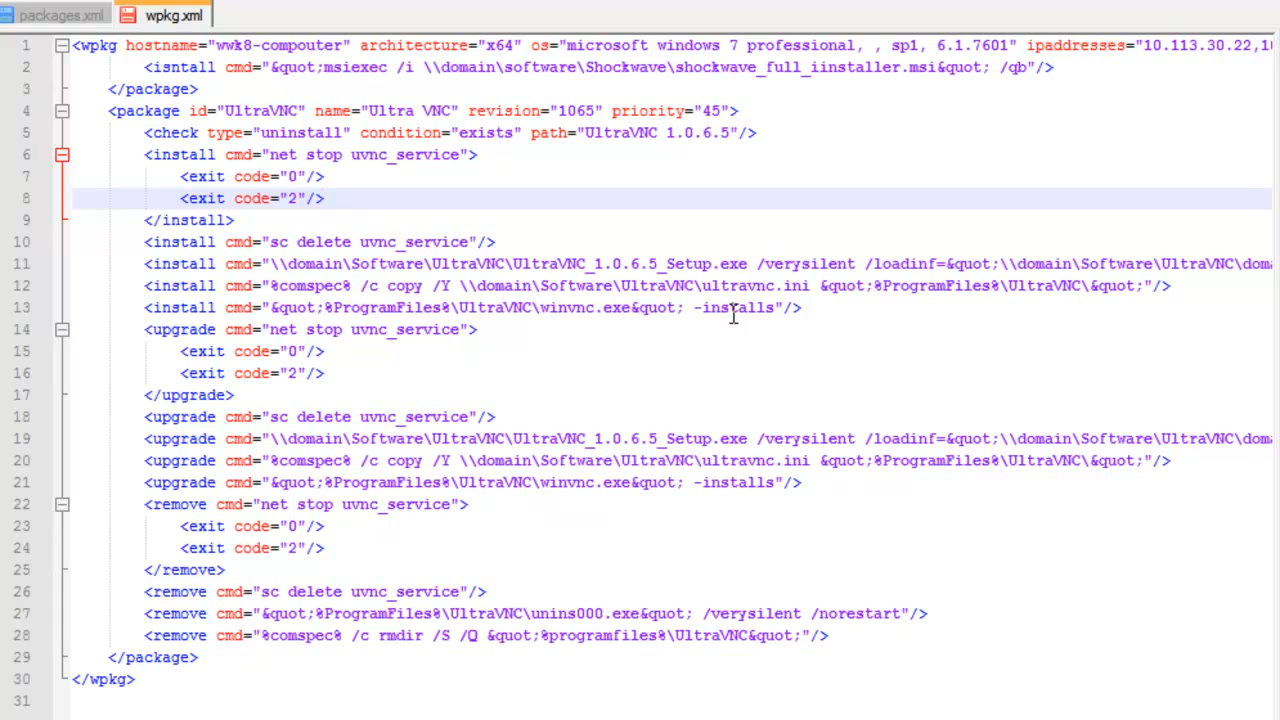 packages.xml wpkg.xml
1 <wpkg hostname="wwk8-compouter" architecture="x64" os="microsoft windows 7 professional, , sp1, 6.1.7601" ipaddresses="10.113.30.22,1
2 <isntall cmd="&quot;msiexec /i \\domain\software\Shockwave\shockwave_full_iinstaller.msi&quot; /qb"/>
3 </package>
4 <package id="UltraVNC" name="Ultra VNC" revision="1065" priority="45">
5 <check type="uninstall" condition="exists" path="UltraVNC 1.0.6.5"/>
6 <install cmd="net stop uvnc_service">
7 <exit code="0"/>
8 <exit code="2"/>
9 </install>
10 <install cmd="sc delete uvnc_service"/>
11 <install cmd="\\domain\Software\UltraVNC\UltraVNC_1.0.6.5_Setup.exe /verysilent /loadinf=&quot;\\domain\Software\UltraVNC\dom
12 <install cmd="%comspec% /c copy /Y \\domain\Software\UltraVNC\ultravnc.ini &quot;%ProgramFiles%\UltraVNC\&quot;"/>
13 <install cmd="&quot;%ProgramFiles%\UltraVNC\winvnc.exe&quot; -installs"/>
14 <upgrade cmd="net stop uvnc_service">
15 <exit code="0"/>
16 <exit code="2"/>
17 </upgrade>
18 <upgrade cmd="sc delete uvnc_service"/>
19 <upgrade cmd="\\domain\Software\UltraVNC\UltraVNC_1.0.6.5_Setup.exe /verysilent /loadinf=&quot;\\domain\Software\UltraVNC\dom
20 <upgrade cmd="%comspec% /c copy /Y \\domain\Software\UltraVNC\ultravnc.ini &quot;%ProgramFiles%\UltraVNC\&quot;"/>
21 <upgrade cmd="&quot;%ProgramFiles%\UltraVNC\winvnc.exe&quot; -installs"/>
22 <remove cmd="net stop uvnc_service">
23 <exit code="0"/>
24 <exit code="2"/>
25 </remove>
26 <remove cmd="sc delete uvnc_service"/>
27 <remove cmd="&quot;%ProgramFiles%\UltraVNC\unins000.exe&quot; /verysilent /norestart"/>
28 <remove cmd="%comspec% /c rmdir /S /Q &quot;%programfiles%\UltraVNC&quot;"/>
29 </package>
30 </wpkg>
31